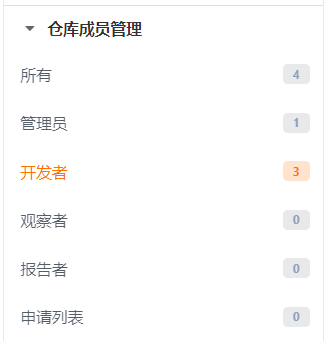 仓库成员管理
所有 4
管理员 1
开发者 3
观察者 0
报告者 0
申请列表 0